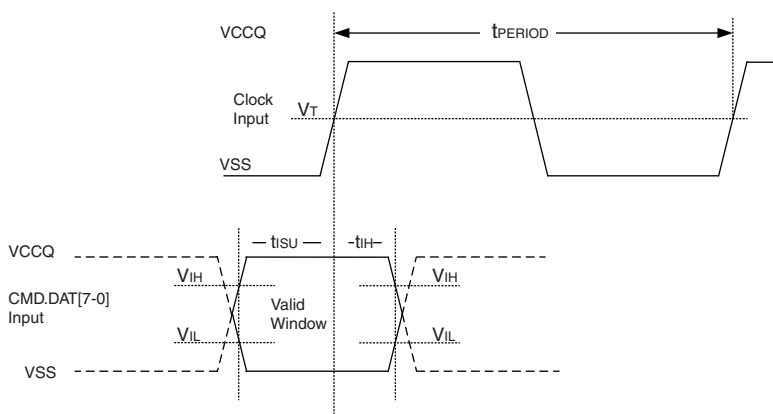 VCCQ
tPERIOD
Clock
Input
VT
VSS
VCCQ
tISU
tIH
VIH
VIH
CMD.DAT[7-0]
Input
Valid
Window
VIL
VIL
VSS